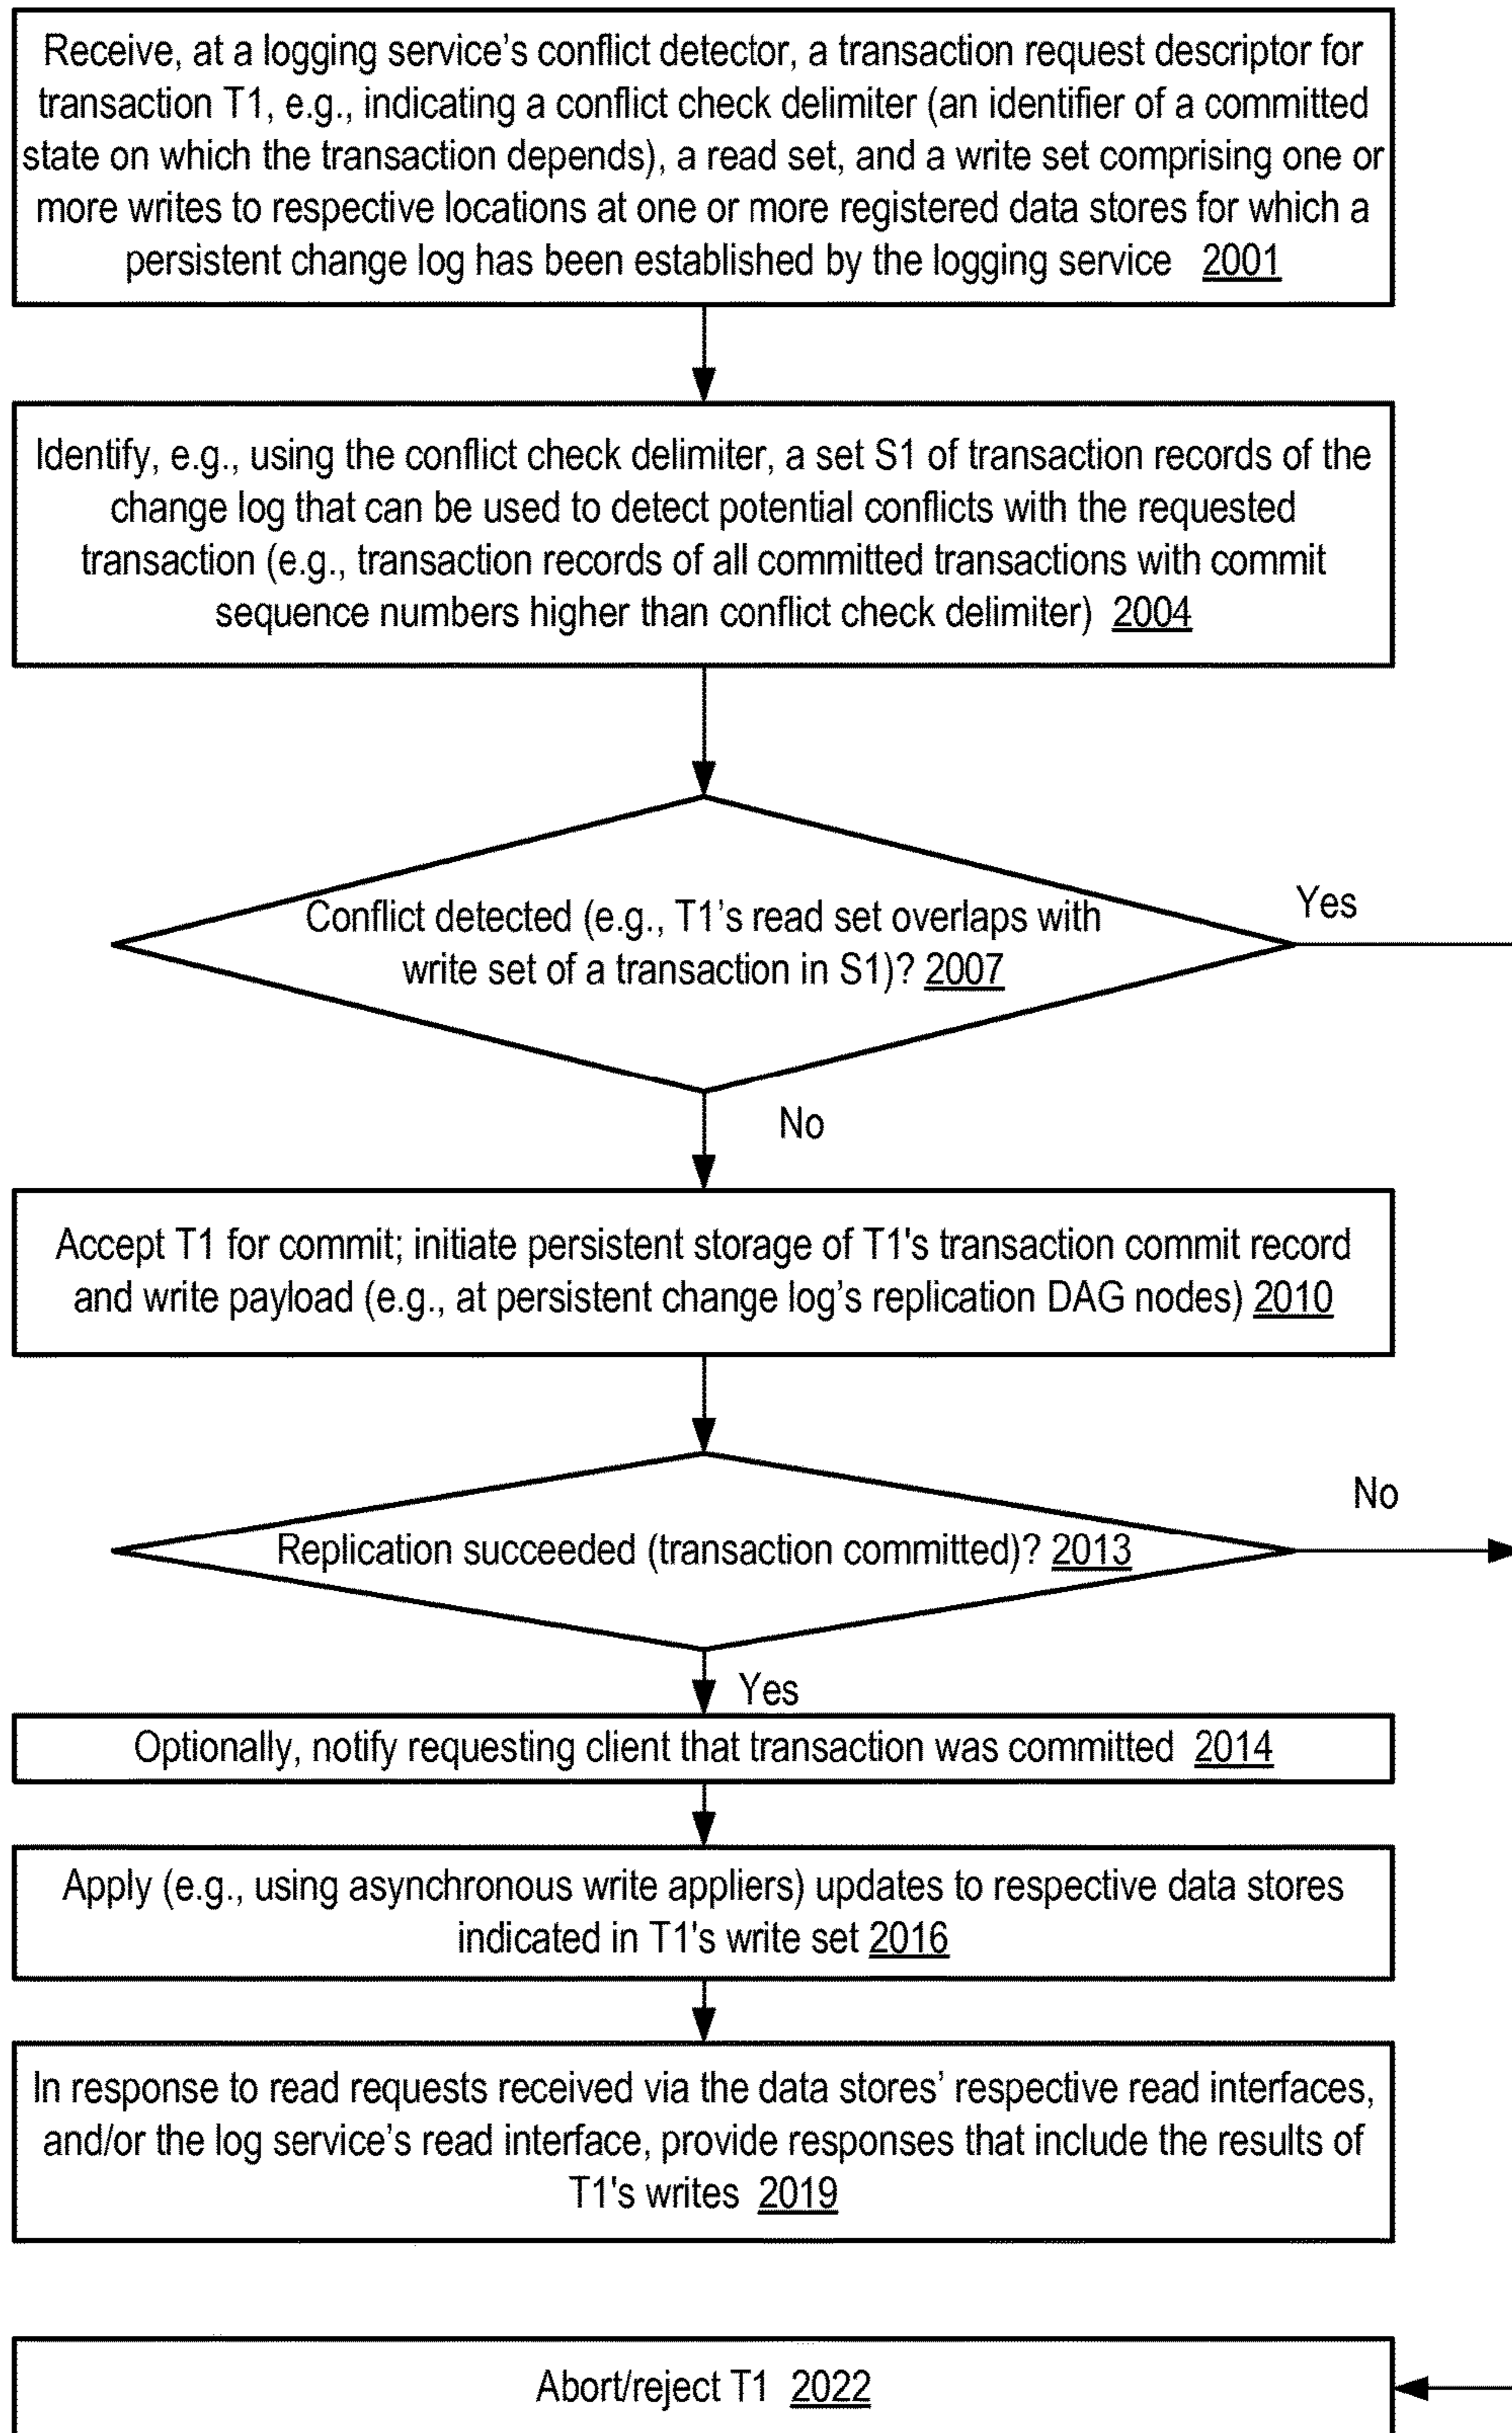 Receive, at a logging service's conflict detector, a transaction request descriptor for
transaction T1, e.g., indicating a conflict check delimiter (an identifier of a committed
state on which the transaction depends), a read set, and a write set comprising one or
more writes to respective locations at one or more registered data stores for which a
persistent change log has been established by the logging service 2001
Identify, e.g., using the conflict check delimiter, a set S1 of transaction records of the
change log that can be used to detect potential conflicts with the requested
transaction (e.g., transaction records of all committed transactions with commit
sequence numbers higher than conflict check delimiter) 2004
Yes
Conflict detected (e.g., T1's read set overlaps with
write set of a transaction in S1)? 2007
No
Accept T1 for commit; initiate persistent storage of T1's transaction commit record
and write payload (e.g., at persistent change log's replication DAG nodes) 2010
No
Replication succeeded (transaction committed)? 2013
Yes
Optionally, notify requesting client that transaction was committed 2014
Apply (e.g., using asynchronous write appliers) updates to respective data stores
indicated in T1's write set 2016
In response to read requests received via the data stores' respective read interfaces,
and/or the log service's read interface, provide responses that include the results of
T1's writes 2019
Abort/reject T1 2022